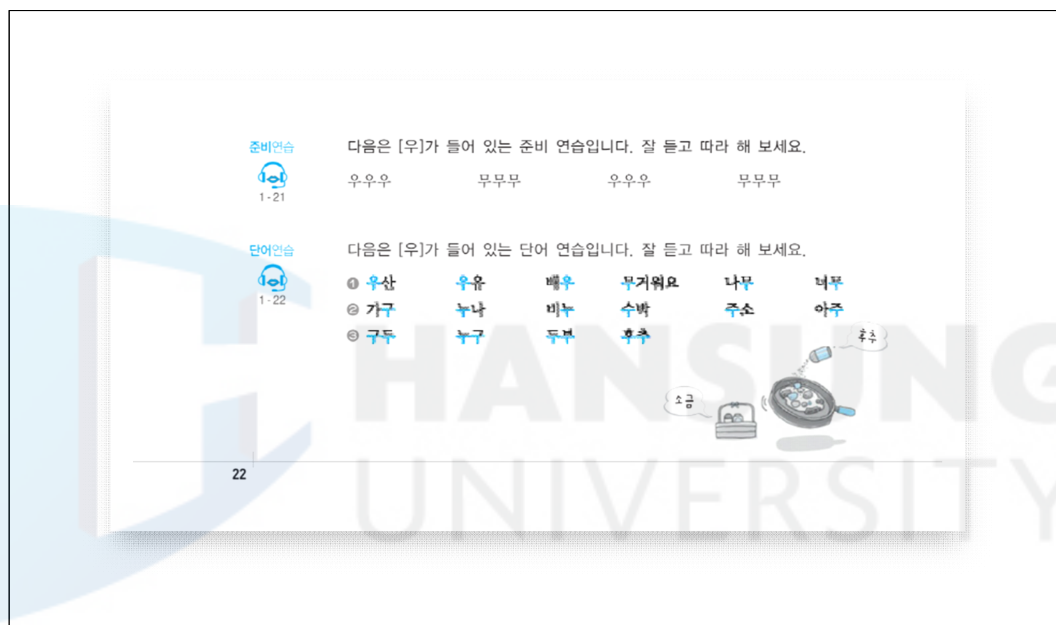 준비연습
다음은 [우]가 들어 있는 준비 연습입니다. 잘 듣고 따라 해 보세요.
1-21
우우우 무무무 우우우 무무무
단어연습
다음은 [우]가 들어 있는 단어 연습입니다. 잘 듣고 따라 해 보세요.
1-22
❶ 우산 우유 배우 무거워요 나무 너무
❷ 가구 누나 비누 수박 주소 아주
❸ 구두 누구 두부 후추
후추
소금
22
HANSUNG
UNIVERSITY